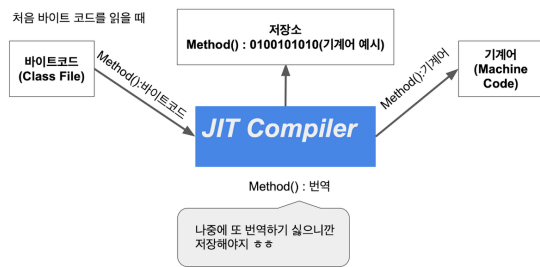 처음 바이트 코드를 읽을 때
바이트코드
(Class File)
Method():바이트코드
저장소
Method() : 0100101010(기계어 예시)
JIT Compiler
Method():기계어
기계어
(Machine
Code)
Method() : 번역
나중에 또 번역하기 싫으니깐
저장해야지 ㅎㅎ